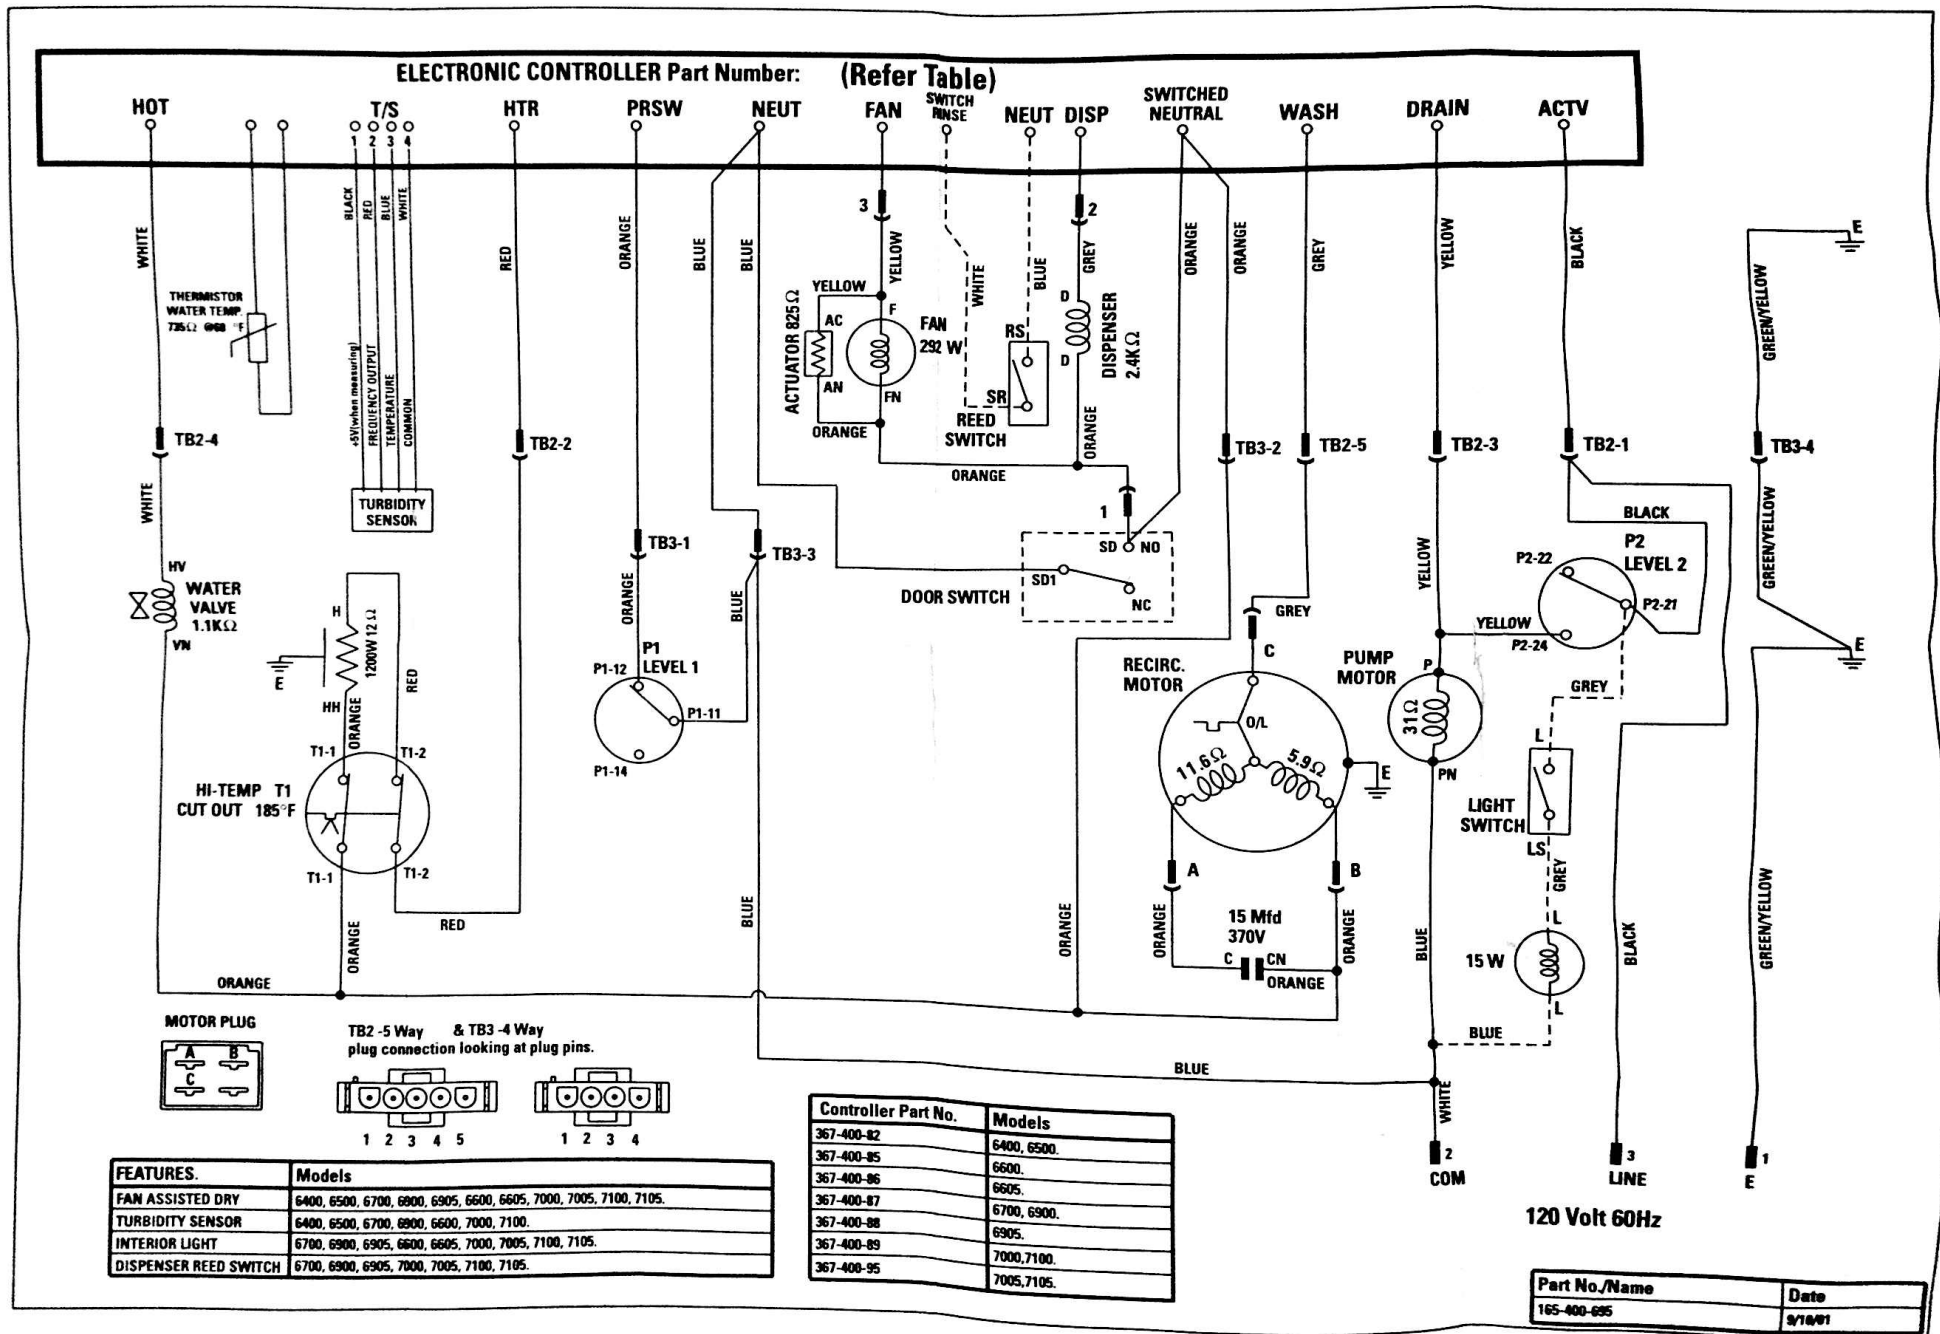 ELECTRONIC CONTROLLER Part Number: (Refer Table)
HOT
T/S
HTR
PRSW
NEUT
FAN
SWITCH
RINSE
NEUT
DISP
SWITCHED
NEUTRAL
WASH
DRAIN
ACTV
1 2 3 4
BLACK
RED
BLUE
WHITE
+5V(when measuring)
FREQUENCY OUTPUT
TEMPERATURE
COMMON
WHITE
THERMISTOR
WATER TEMP.
735Ω @68 °F
RED
ORANGE
BLUE
BLUE
3
YELLOW
YELLOW
ACTUATOR 825Ω
AC
AN
F
FAN
292 W
FN
ORANGE
WHITE
BLUE
RS
SR
REED
SWITCH
2
GREY
D
D
DISPENSER
2.4KΩ
ORANGE
ORANGE
ORANGE
ORANGE
GREY
YELLOW
BLACK
GREEN/YELLOW
E
TB2-4
TB2-2
TB3-2
TB2-5
TB2-3
TB2-1
TB3-4
WHITE
TURBIDITY
SENSOR
TB3-1
TB3-3
1
SD
NO
SD1
NC
DOOR SWITCH
BLACK
P2
LEVEL 2
P2-22
P2-21
P2-24
YELLOW
YELLOW
GREEN/YELLOW
E
HV
WATER
VALVE
1.1KΩ
VN
H
1200W 12 Ω
HH
E
RED
ORANGE
ORANGE
BLUE
P1
LEVEL 1
P1-12
P1-11
P1-14
GREY
C
RECIRC.
MOTOR
O/L
11.6Ω
5.9Ω
E
PUMP
MOTOR
P
31Ω
PN
GREY
L
LIGHT
SWITCH
LS
T1-1
T1-2
HI-TEMP T1
CUT OUT 185°F
T1-1
T1-2
RED
ORANGE
BLUE
ORANGE
A
B
ORANGE
15 Mfd
370V
C
CN
ORANGE
ORANGE
BLUE
GREY
L
15 W
L
BLUE
BLACK
GREEN/YELLOW
ORANGE
MOTOR PLUG
A B
C
TB2 -5 Way & TB3 -4 Way
plug connection looking at plug pins.
1 2 3 4 5
1 2 3 4
BLUE
WHITE
2
COM
3
LINE
1
E
120 Volt 60Hz
FEATURES. Models
FAN ASSISTED DRY 6400, 6500, 6700, 6900, 6905, 6600, 6605, 7000, 7005, 7100, 7105.
TURBIDITY SENSOR 6400, 6500, 6700, 6900, 6600, 7000, 7100.
INTERIOR LIGHT 6700, 6900, 6905, 6600, 6605, 7000, 7005, 7100, 7105.
DISPENSER REED SWITCH 6700, 6900, 6905, 7000, 7005, 7100, 7105.
Controller Part No. Models
367-400-82 6400, 6500.
367-400-85 6600.
367-400-86 6605.
367-400-87 6700, 6900.
367-400-88 6905.
367-400-89 7000,7100.
367-400-95 7005,7105.
Part No./Name Date
165-400-695 9/18/01